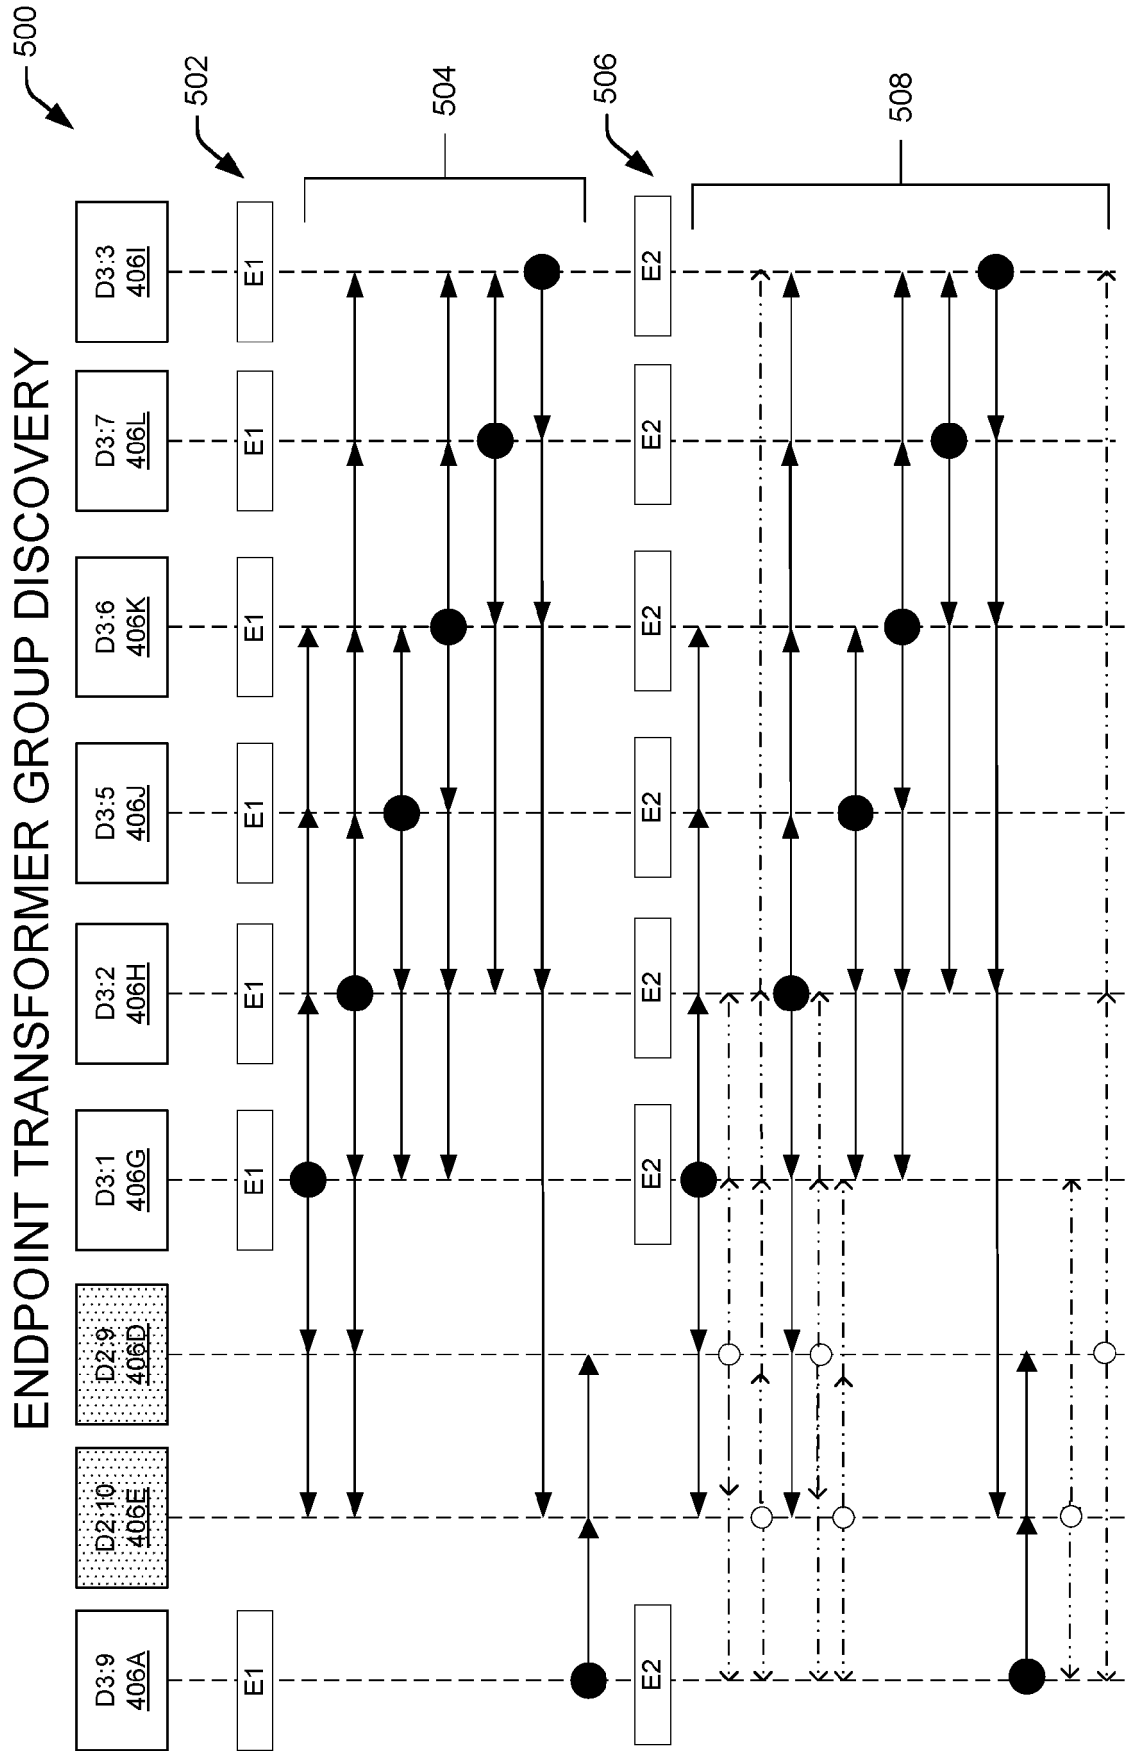 ENDPOINT TRANSFORMER GROUP DISCOVERY
500
D3:9
406A
D2:10
406E
D2:9
406D
D3:1
406G
D3:2
406H
D3:5
406J
D3:6
406K
D3:7
406L
D3:3
406I
502
E1
E1
E1
E1
E1
E1
E1
504
506
E2
E2
E2
E2
E2
E2
E2
508